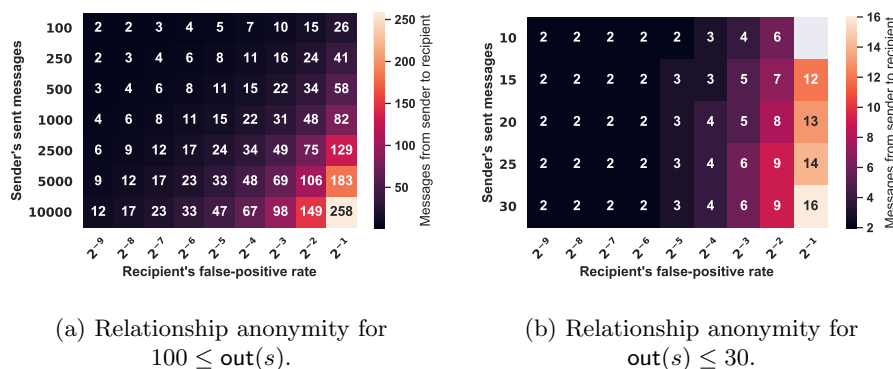 Sender's sent messages
100 2 2 3 4 5 7 10 15 26
250 2 3 4 6 8 11 16 24 41
500 3 4 6 8 11 15 22 34 58
1000 4 6 8 11 15 22 31 48 82
2500 6 9 12 17 24 34 49 75 129
5000 9 12 17 23 33 48 69 106 183
10000 12 17 23 33 47 67 98 149 258
2⁻⁹ 2⁻⁸ 2⁻⁷ 2⁻⁶ 2⁻⁵ 2⁻⁴ 2⁻³ 2⁻² 2⁻¹
Recipient's false-positive rate
250
200
150
100
50
Messages from sender to recipient
(a) Relationship anonymity for
100 ≤ out(s).
Sender's sent messages
10 2 2 2 2 2 3 4 6
15 2 2 2 2 3 3 5 7 12
20 2 2 2 2 3 4 5 8 13
25 2 2 2 2 3 4 6 9 14
30 2 2 2 2 3 4 6 9 16
2⁻⁹ 2⁻⁸ 2⁻⁷ 2⁻⁶ 2⁻⁵ 2⁻⁴ 2⁻³ 2⁻² 2⁻¹
Recipient's false-positive rate
16
14
12
10
8
6
4
2
Messages from sender to recipient
(b) Relationship anonymity for
out(s) ≤ 30.